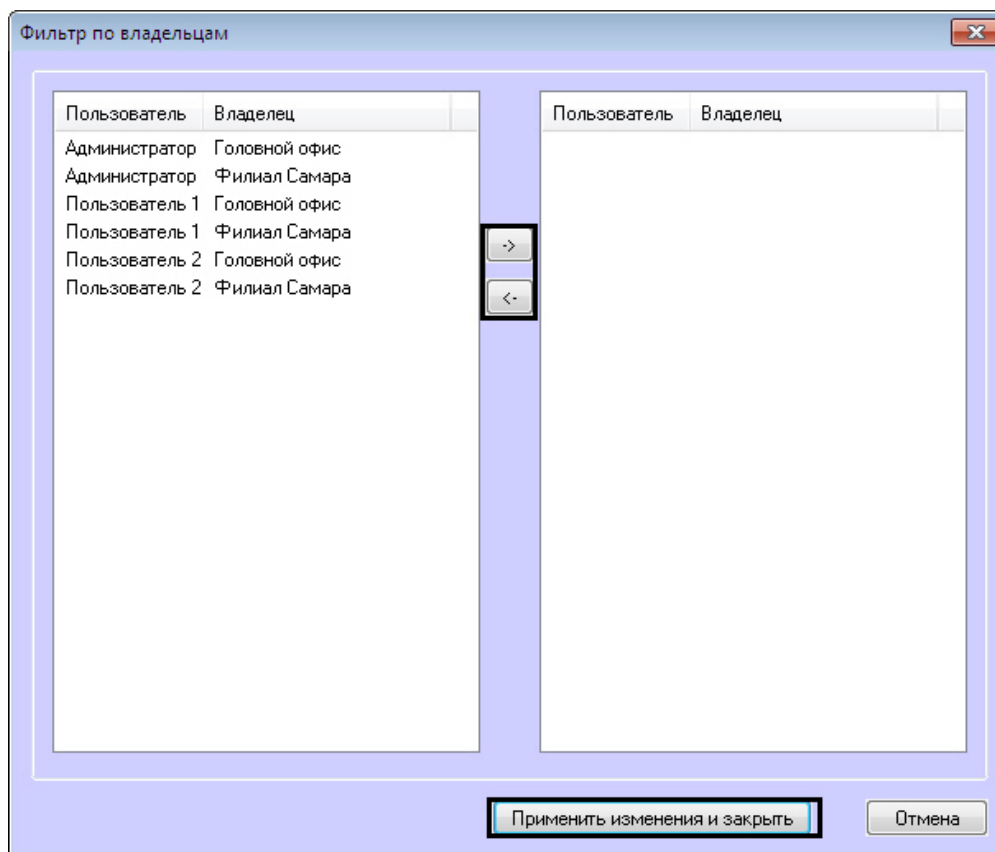 Фильтр по владельцам
Пользователь Владелец
Администратор Головной офис
Администратор Филиал Самара
Пользователь 1 Головной офис
Пользователь 1 Филиал Самара
Пользователь 2 Головной офис
Пользователь 2 Филиал Самара
->
<-
Пользователь Владелец
Применить изменения и закрыть Отмена